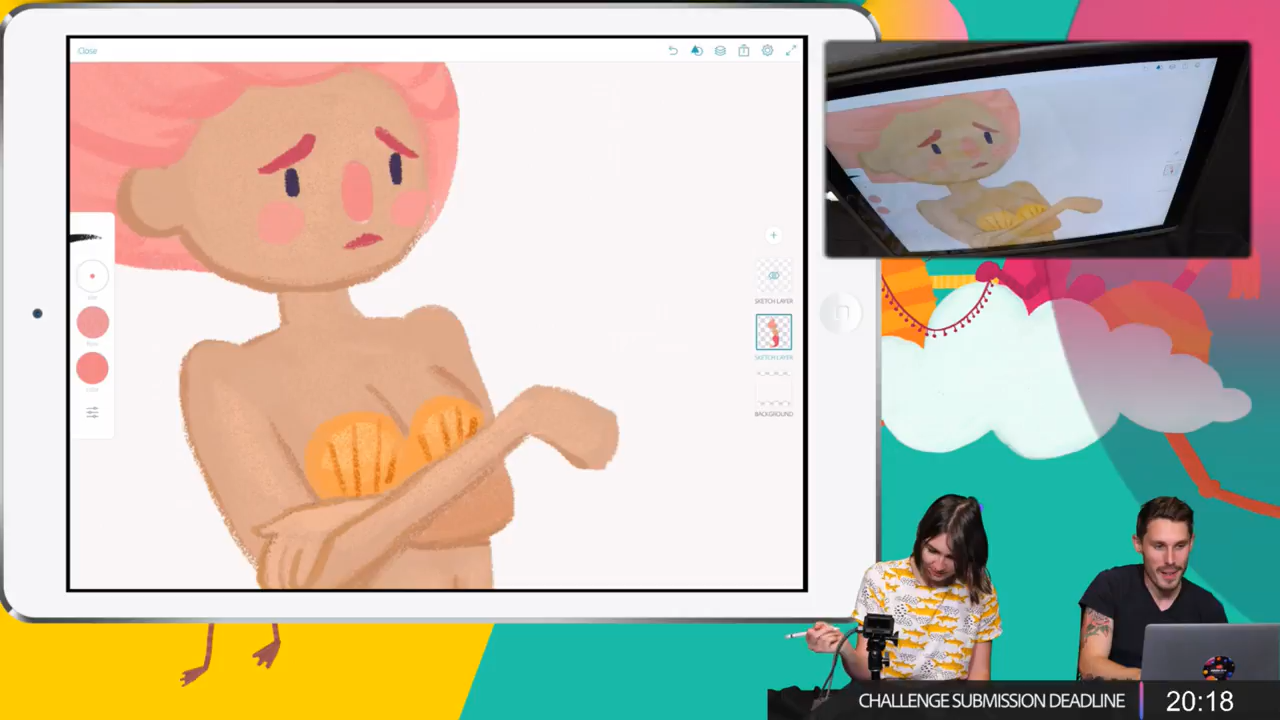 Close
SKETCH LAYER
SKETCH LAYER
BACKGROUND
CHALLENGE SUBMISSION DEADLINE
20:18